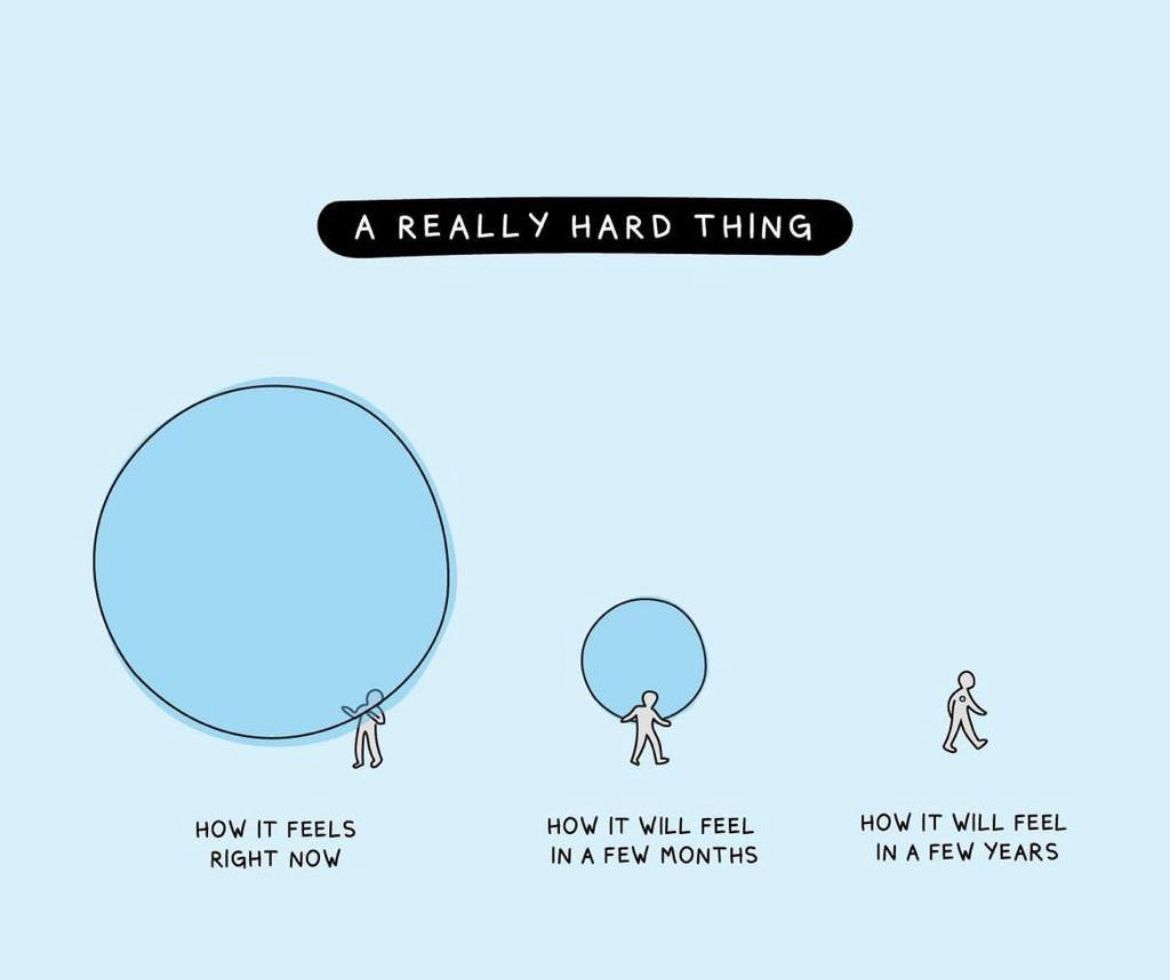 A REALLY HARD THING
HOW IT FEELS
RIGHT NOW
HOW IT WILL FEEL
IN A FEW MONTHS
HOW IT WILL FEEL
IN A FEW YEARS